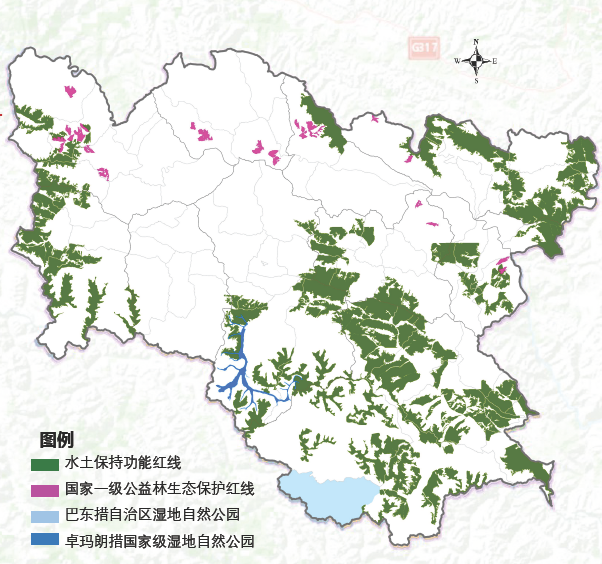 G317
N
W E
S
图例
水土保持功能红线
国家一级公益林生态保护红线
巴东措自治区湿地自然公园
卓玛朗措国家级湿地自然公园